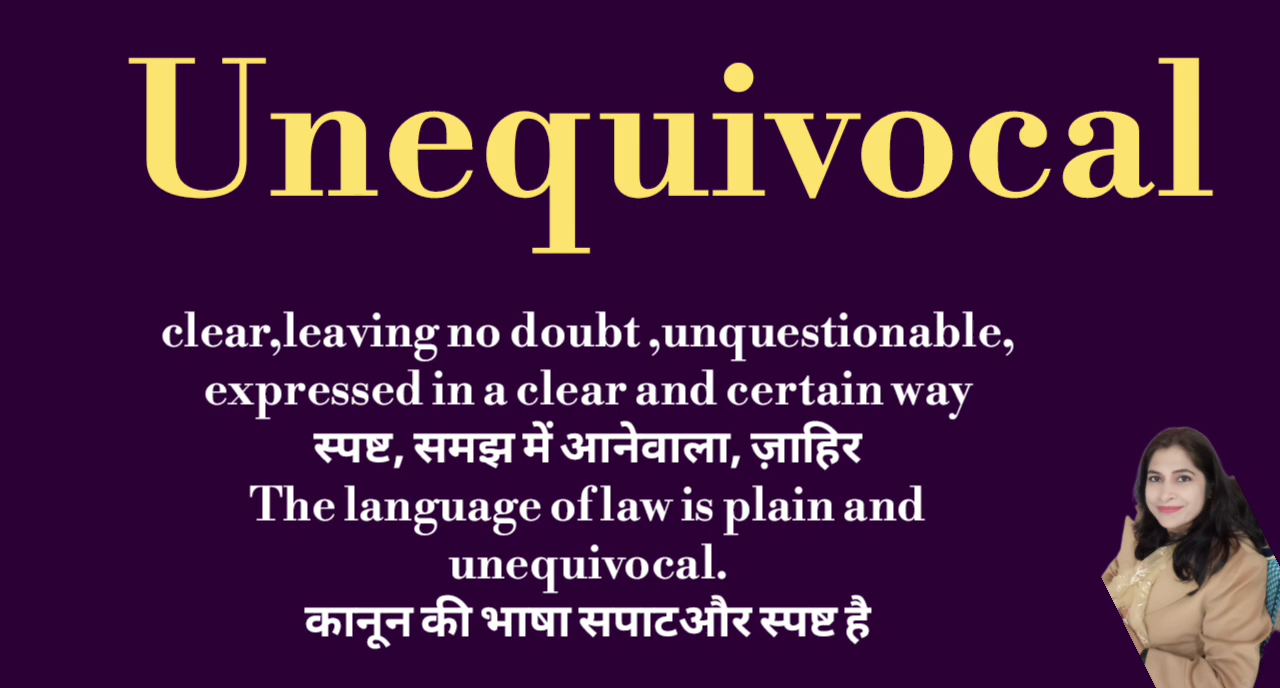 Unequivocal
clear,leaving no doubt ,unquestionable,
expressed in a clear and certain way
स्पष्ट, समझ में आनेवाला, ज़ाहिर
The language of law is plain and
unequivocal.
कानून की भाषा सपाटऔर स्पष्ट है